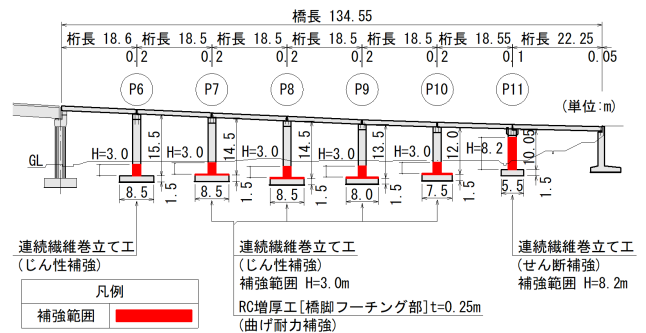 橋長 134.55
桁長 18.6 桁長 18.5 桁長 18.5 桁長 18.5 桁長 18.55 桁長 22.25
0.2 0.2 0.2 0.2 0.2 0.1 0.05
P6 P7 P8 P9 P10 P11
(単位:m)
GL H=3.0 15.5 H=3.0 14.5 H=3.0 14.5 H=3.0 13.5 H=3.0 12.0 H=8.2 10.05
8.5 1.5 8.5 1.5 8.5 1.5 8.0 1.5 7.5 1.5 5.5 1.5
連続繊維巻立て工
(じん性補強)
連続繊維巻立て工
(じん性補強)
補強範囲 H=3.0m
RC増厚工[橋脚フーチング部]t=0.25m
(曲げ耐力補強)
連続繊維巻立て工
(せん断補強)
補強範囲 H=8.2m
凡例
補強範囲